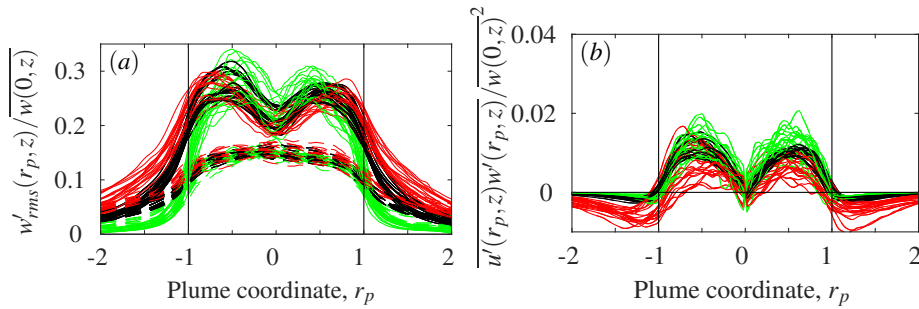 (a)
w'rms(rp, z)/w(0, z)
0.3
0.2
0.1
0
-2 -1 0 1 2
Plume coordinate, rp
(b)
u'(rp, z)w'(rp, z)/w(0, z)²
0.04
0.02
0
-2 -1 0 1 2
Plume coordinate, rp